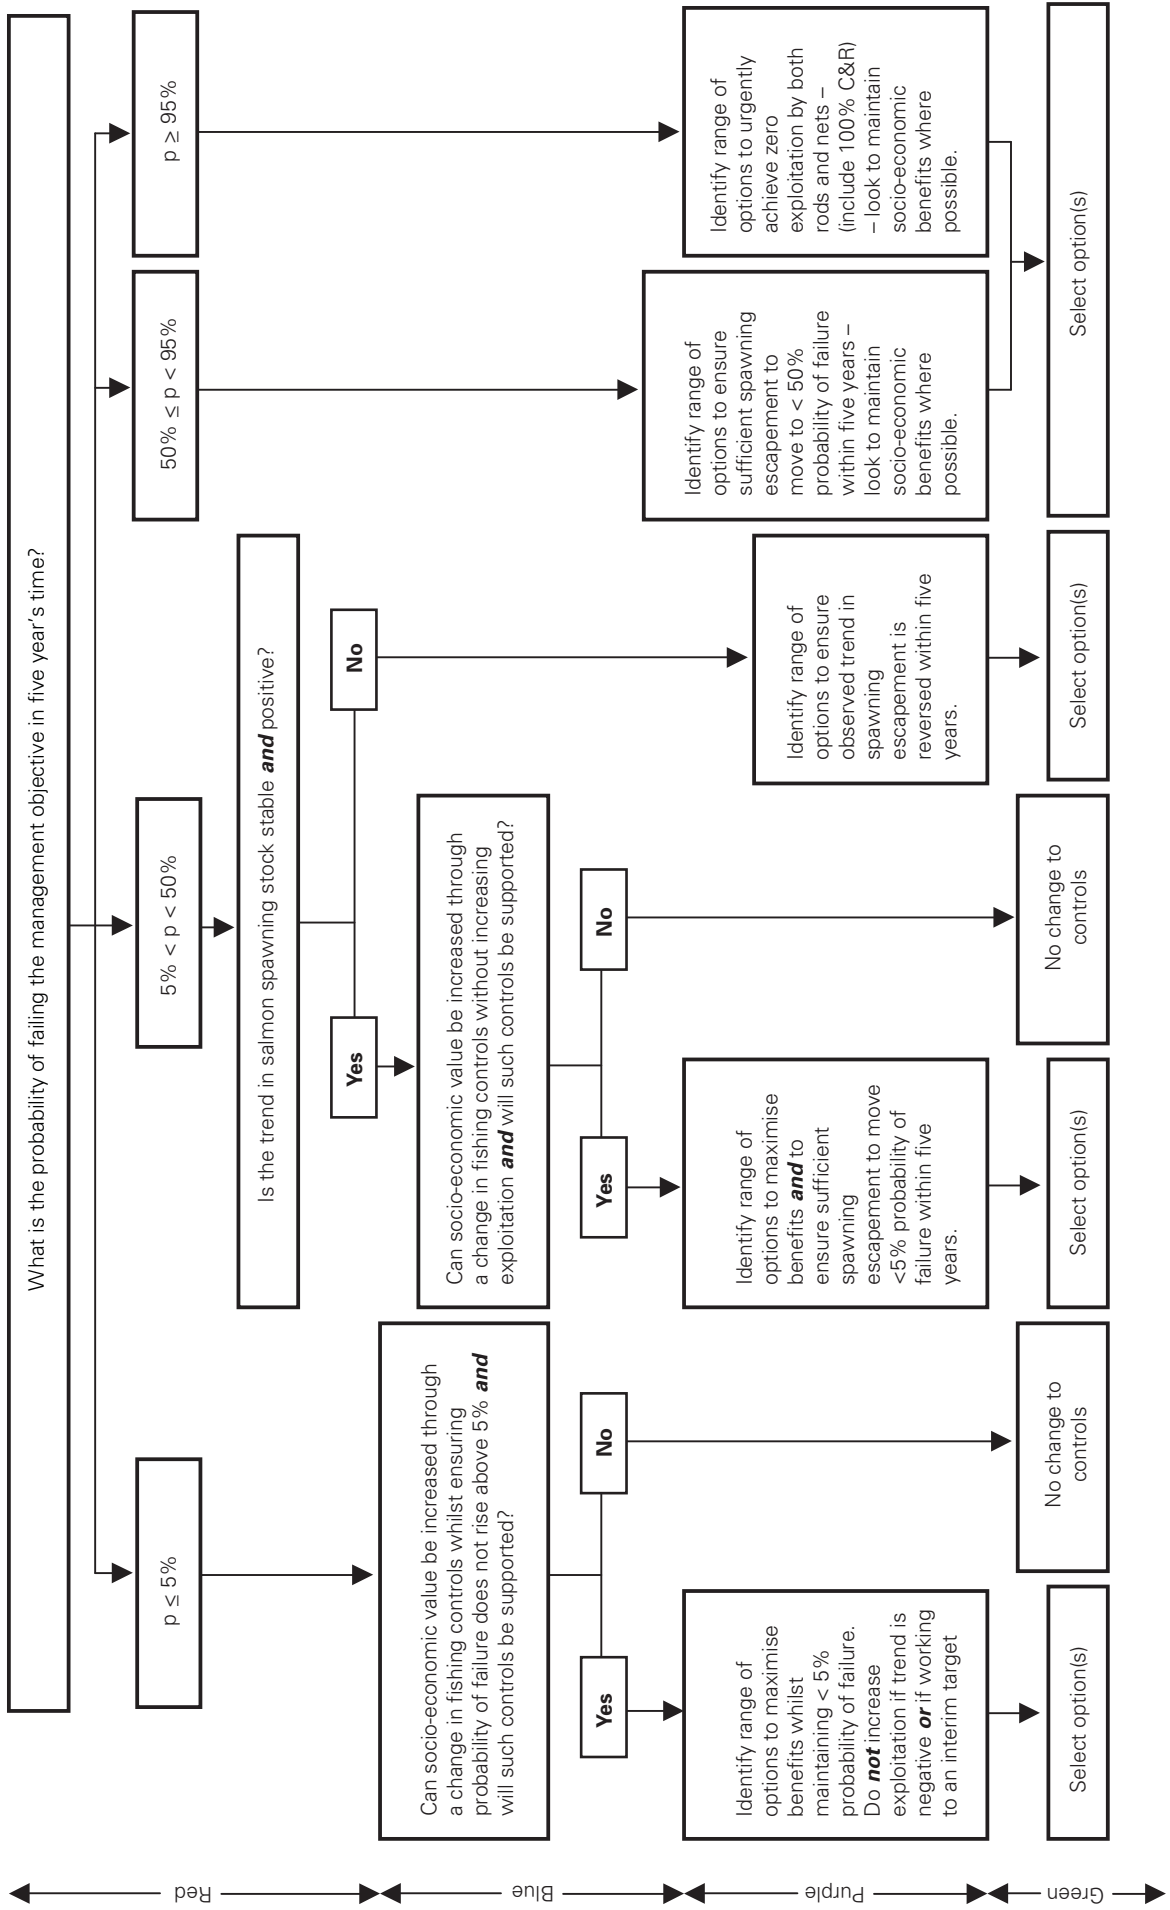 What is the probability of failing the management objective in five year's time?
p ≤ 5%
5% < p < 50%
50% ≤ p < 95%
p ≥ 95%
Is the trend in salmon spawning stock stable and positive?
Yes
No
Can socio-economic value be increased through
a change in fishing controls whilst ensuring
probability of failure does not rise above 5% and
will such controls be supported?
Can socio-economic value be increased through
a change in fishing controls without increasing
exploitation and will such controls be supported?
Yes
No
Yes
No
Identify range of
options to maximise
benefits whilst
maintaining < 5%
probability of failure.
Do not increase
exploitation if trend is
negative or if working
to an interim target
Identify range of
options to maximise
benefits and to
ensure sufficient
spawning
escapement to move
<5% probability of
failure within five
years.
Identify range of
options to ensure
observed trend in
spawning
escapement is
reversed within five
years.
Identify range of
options to ensure
sufficient spawning
escapement to
move to < 50%
probability of failure
within five years –
look to maintain
socio-economic
benefits where
possible.
Identify range of
options to urgently
achieve zero
exploitation by both
rods and nets –
(include 100% C&R)
– look to maintain
socio-economic
benefits where
possible.
Select option(s)
No change to
controls
Select option(s)
No change to
controls
Select option(s)
Select option(s)
Red
Blue
Purple
Green